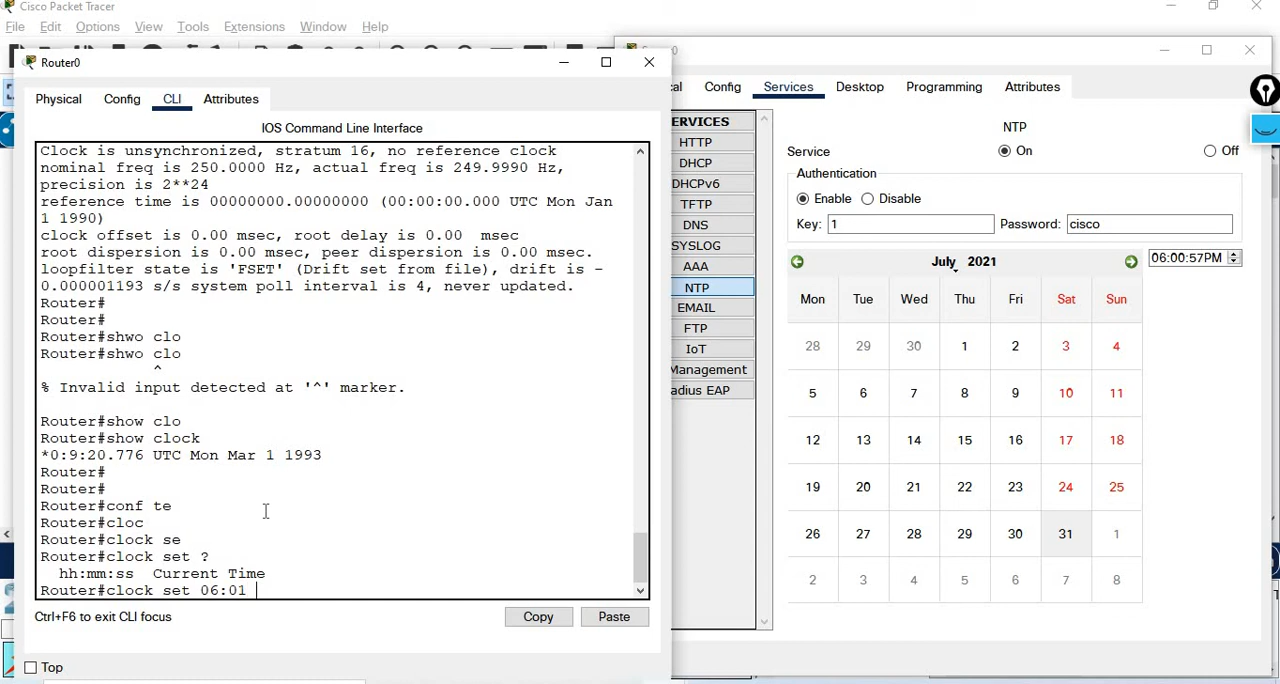 Cisco Packet Tracer
File Edit Options View Tools Extensions Window Help
Router0
Physical Config CLI Attributes
IOS Command Line Interface
Clock is unsynchronized, stratum 16, no reference clock
nominal freq is 250.0000 Hz, actual freq is 249.9990 Hz,
precision is 2**24
reference time is 00000000.00000000 (00:00:00.000 UTC Mon Jan
1 1990)
clock offset is 0.00 msec, root delay is 0.00 msec
root dispersion is 0.00 msec, peer dispersion is 0.00 msec.
loopfilter state is 'FSET' (Drift set from file), drift is -
0.000001193 s/s system poll interval is 4, never updated.
Router#
Router#
Router#shwo clo
Router#shwo clo
^
% Invalid input detected at '^' marker.
Router#show clo
Router#show clock
*0:9:20.776 UTC Mon Mar 1 1993
Router#
Router#
Router#conf te
Router#cloc
Router#clock se
Router#clock set ?
hh:mm:ss Current Time
Router#clock set 06:01
Ctrl+F6 to exit CLI focus
Copy Paste
Top
al Config Services Desktop Programming Attributes
ERVICES
HTTP
DHCP
DHCPv6
TFTP
DNS
SYSLOG
AAA
NTP
EMAIL
FTP
IoT
Management
adius EAP
NTP
Service On Off
Authentication
Enable Disable
Key: 1 Password: cisco
July 2021 06:00:57PM
Mon Tue Wed Thu Fri Sat Sun
28 29 30 1 2 3 4
5 6 7 8 9 10 11
12 13 14 15 16 17 18
19 20 21 22 23 24 25
26 27 28 29 30 31 1
2 3 4 5 6 7 8